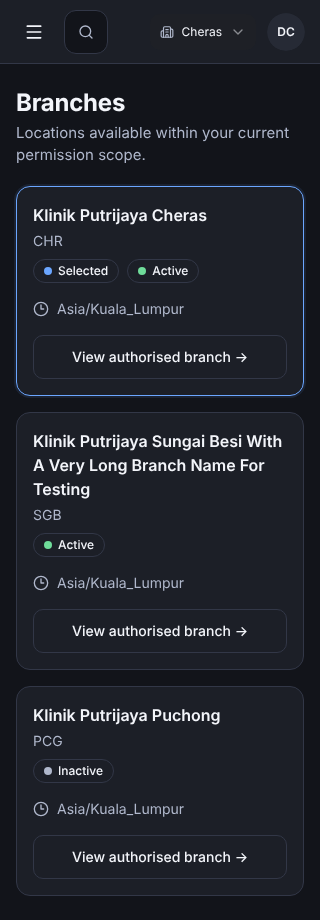 Cheras
DC
Branches
Locations available within your current
permission scope.
Klinik Putrijaya Cheras
CHR
Selected
Active
Asia/Kuala_Lumpur
View authorised branch →
Klinik Putrijaya Sungai Besi With
A Very Long Branch Name For
Testing
SGB
Active
Asia/Kuala_Lumpur
View authorised branch →
Klinik Putrijaya Puchong
PCG
Inactive
Asia/Kuala_Lumpur
View authorised branch →